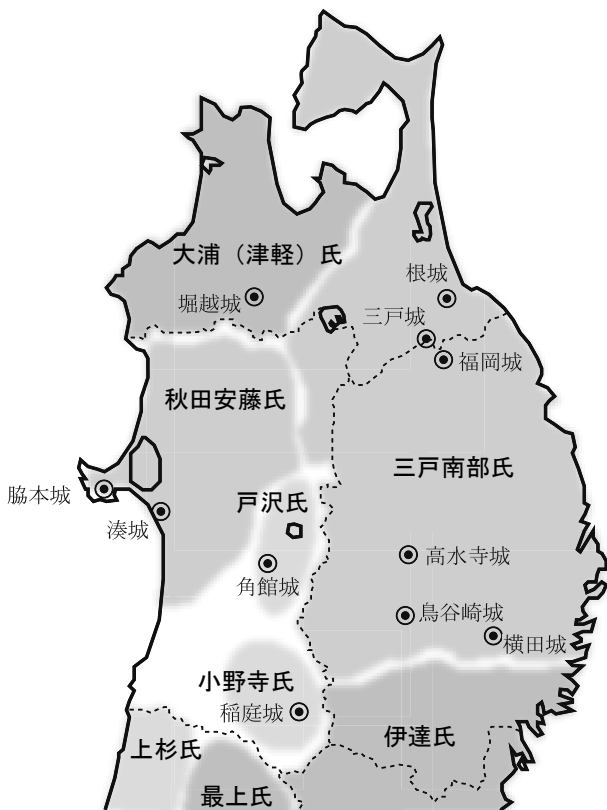 大浦（津軽）氏
根城
堀越城
三戸城
福岡城
秋田安藤氏
三戸南部氏
脇本城
戸沢氏
湊城
高水寺城
角館城
鳥谷崎城
横田城
小野寺氏
稲庭城
伊達氏
上杉氏
最上氏